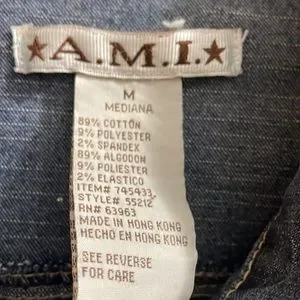 ★A.M.I.★
M
MEDIANA
89% COTTON
9% POLYESTER
2% SPANDEX
89% ALGODON
9% POLIESTER
2% ELASTICO
ITEM# 745433
STYLE# 55212
RN# 63963
MADE IN HONG KONG
HECHO EN HONG KONG
SEE REVERSE
FOR CARE